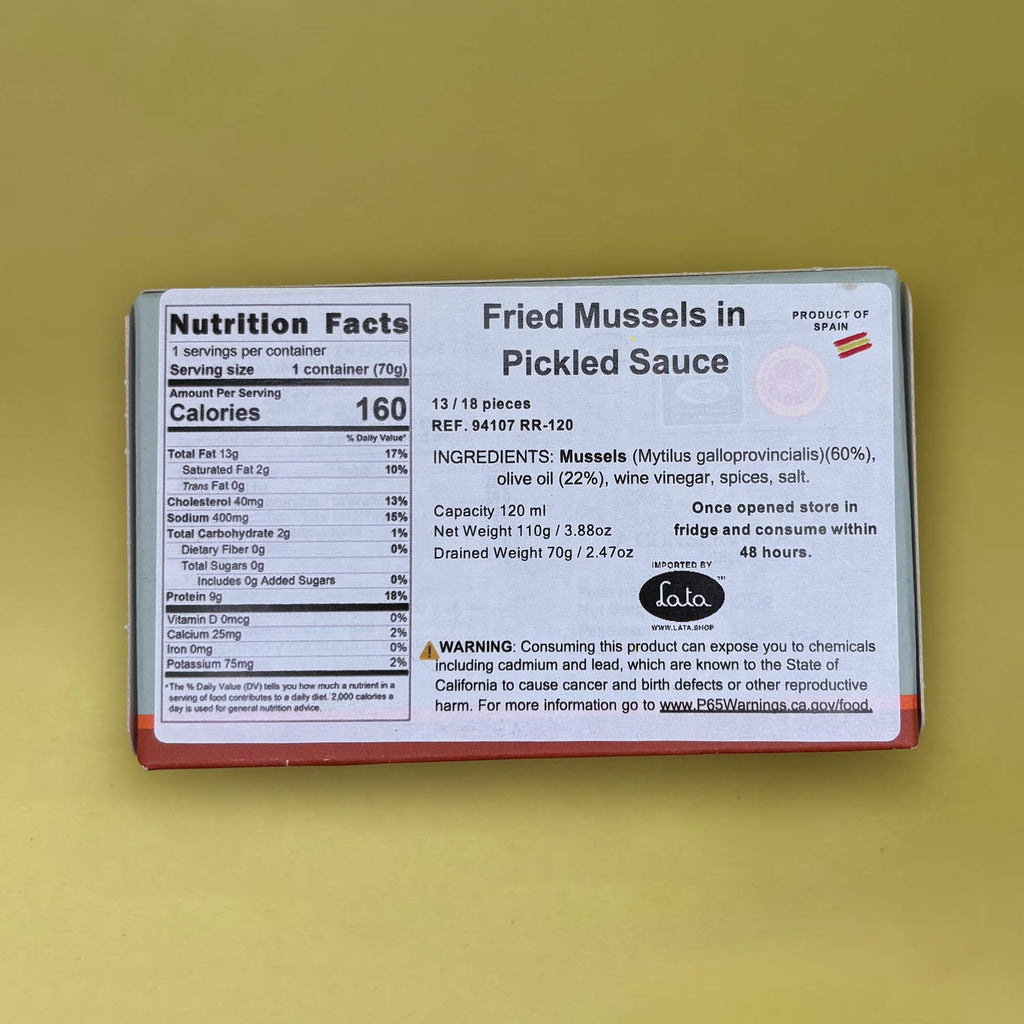 Nutrition Facts
1 servings per container
Serving size 1 container (70g)
Amount Per Serving
Calories 160
% Daily Value*
Total Fat 13g 17%
Saturated Fat 2g 10%
Trans Fat 0g
Cholesterol 40mg 13%
Sodium 400mg 15%
Total Carbohydrate 2g 1%
Dietary Fiber 0g 0%
Total Sugars 0g
Includes 0g Added Sugars 0%
Protein 9g 18%
Vitamin D 0mcg 0%
Calcium 25mg 2%
Iron 0mg 0%
Potassium 75mg 2%
*The % Daily Value (DV) tells you how much a nutrient in a
serving of food contributes to a daily diet. 2,000 calories a
day is used for general nutrition advice.
Fried Mussels in
Pickled Sauce
PRODUCT OF
SPAIN
13 / 18 pieces
REF. 94107 RR-120
INGREDIENTS: Mussels (Mytilus galloprovincialis)(60%),
olive oil (22%), wine vinegar, spices, salt.
Capacity 120 ml
Net Weight 110g / 3.88oz
Drained Weight 70g / 2.47oz
Once opened store in
fridge and consume within
48 hours.
IMPORTED BY
Lata ™
WWW.LATA.SHOP
WARNING: Consuming this product can expose you to chemicals
including cadmium and lead, which are known to the State of
California to cause cancer and birth defects or other reproductive
harm. For more information go to www.P65Warnings.ca.gov/food.